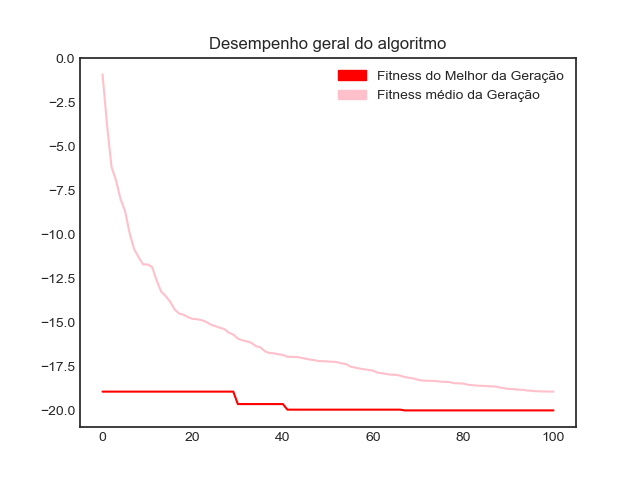 Desempenho geral do algoritmo
Fitness do Melhor da Geração
Fitness médio da Geração
0.0
−2.5
−5.0
−7.5
−10.0
−12.5
−15.0
−17.5
−20.0
0 20 40 60 80 100